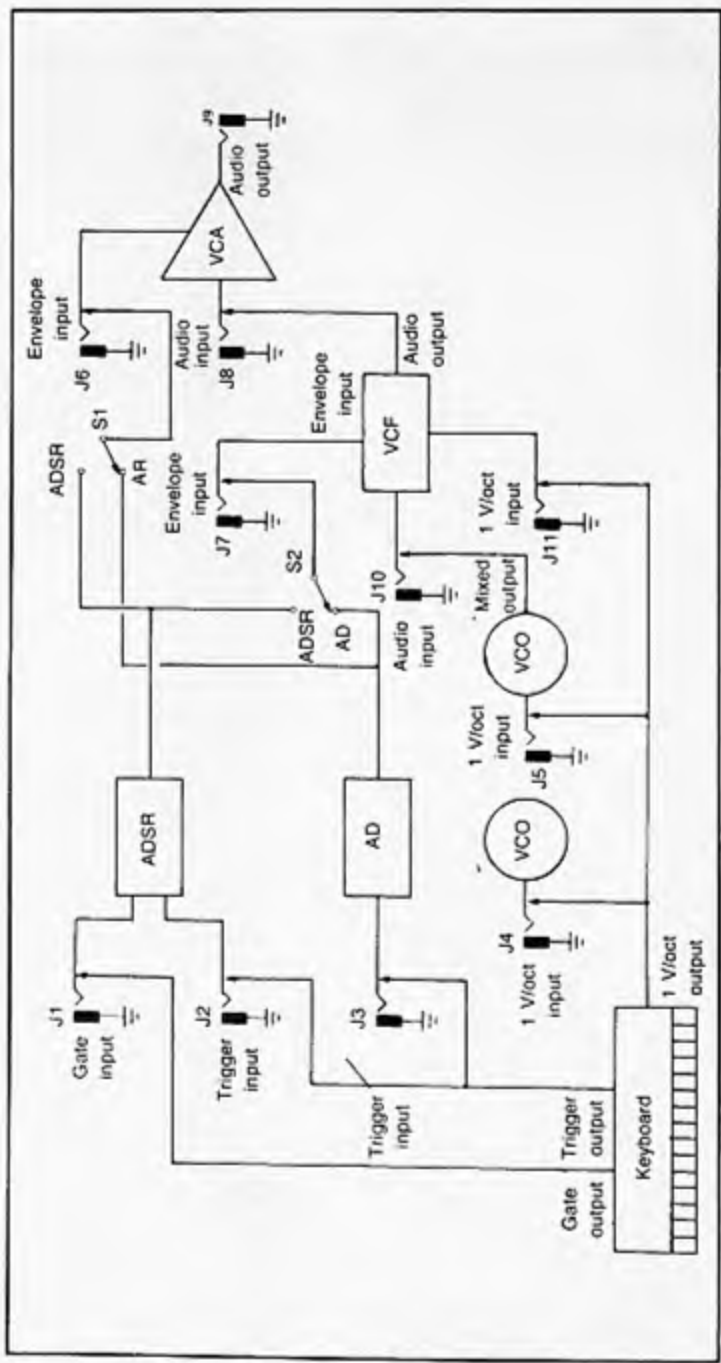 J9
Audio
output
VCA
Envelope
input
J6
Audio
input
J8
Audio
output
S1
ADSR
AR
Envelope
input
VCF
Envelope
input
J7
1 V/oct
input
J11
S2
ADSR
AD
J10
Audio
input
Mixed
output
VCO
1 V/oct
input
J5
ADSR
AD
VCO
J4
1 V/oct
input
J1
Gate
input
J2
Trigger
input
J3
Trigger
input
1 V/oct
output
Keyboard
Trigger
output
Gate
output